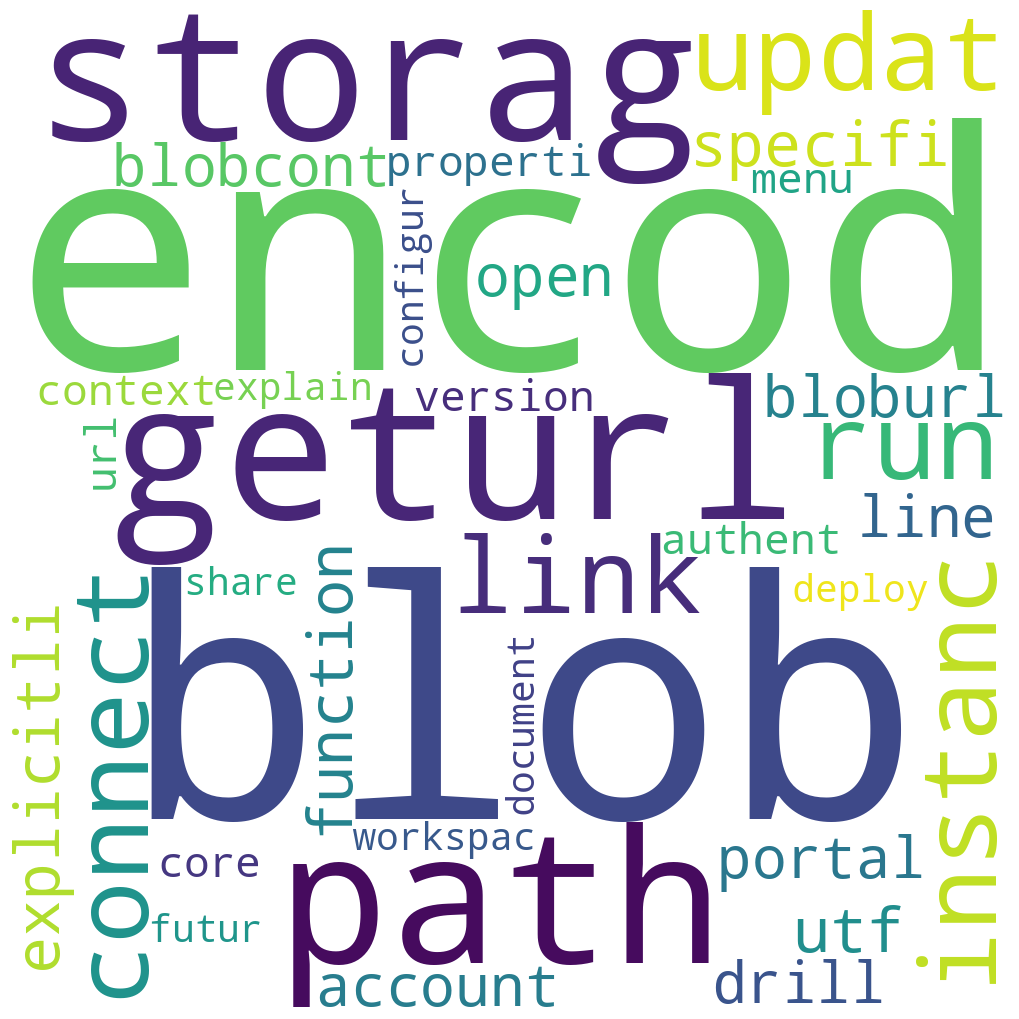 storag
updat
specifi
blobcont
properti
menu
encod
configur
open
context
explain
version
bloburl
url
geturl
run
line
authent
link
share
function
deploy
connect
blob
instanc
explicitli
document
workspac
core
path
portal
futur
utf
account
drill